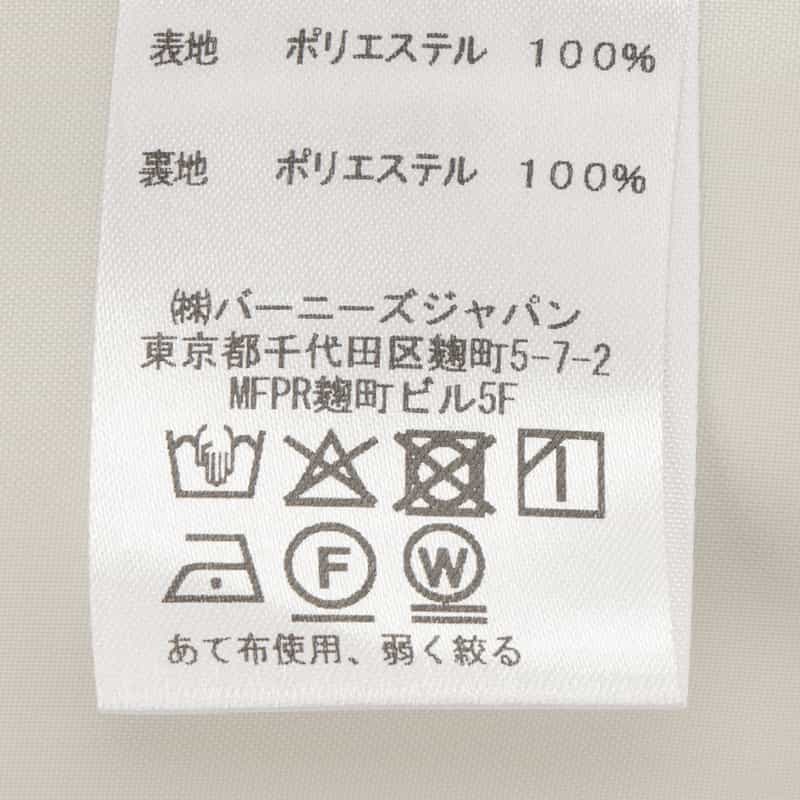 表地 ポリエステル 100%
裏地 ポリエステル 100%
㈱バーニーズジャパン
東京都千代田区麹町5-7-2
MFPR麹町ビル5F
F W
あて布使用、弱く絞る